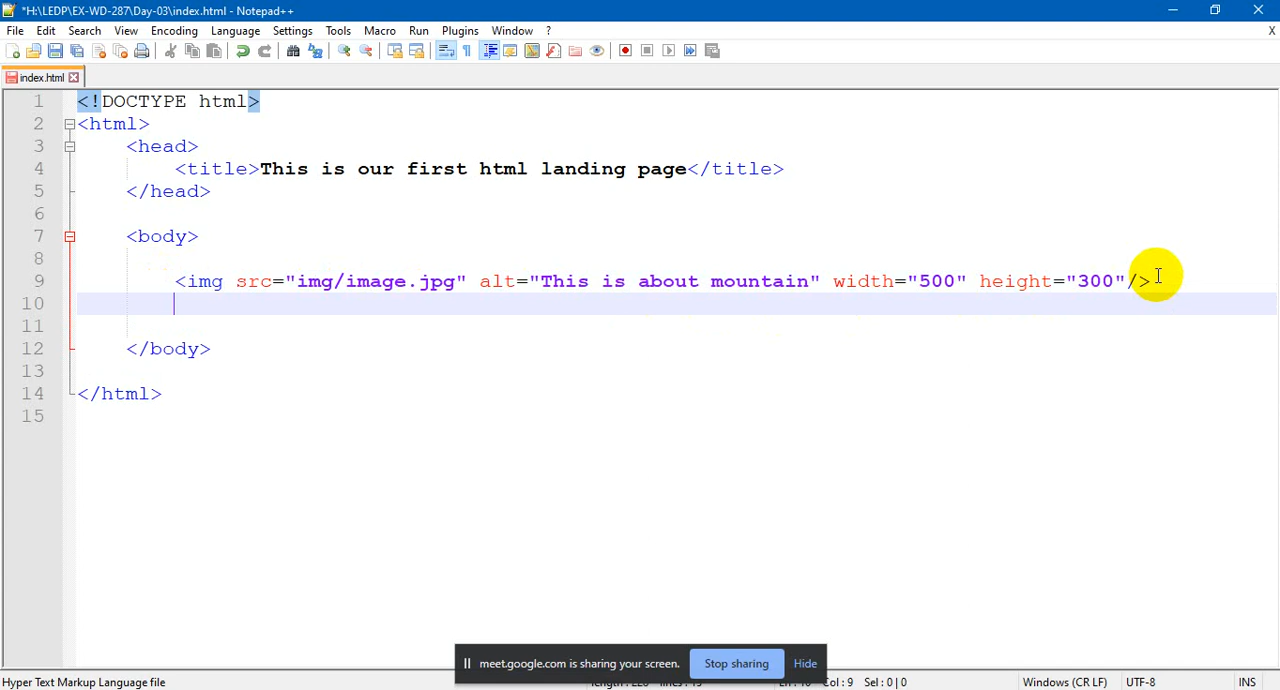 *H:\LEDP\EX-WD-287\Day-03\index.html - Notepad++
File Edit Search View Encoding Language Settings Tools Macro Run Plugins Window ? X
index.html
1 <!DOCTYPE html>
2 <html>
3 <head>
4 <title>This is our first html landing page</title>
5 </head>
6
7 <body>
8
9 <img src="img/image.jpg" alt="This is about mountain" width="500" height="300"/>
10
11
12 </body>
13
14 </html>
15
meet.google.com is sharing your screen. Stop sharing Hide
Hyper Text Markup Language file Col : 9 Sel : 0 | 0 Windows (CR LF) UTF-8 INS